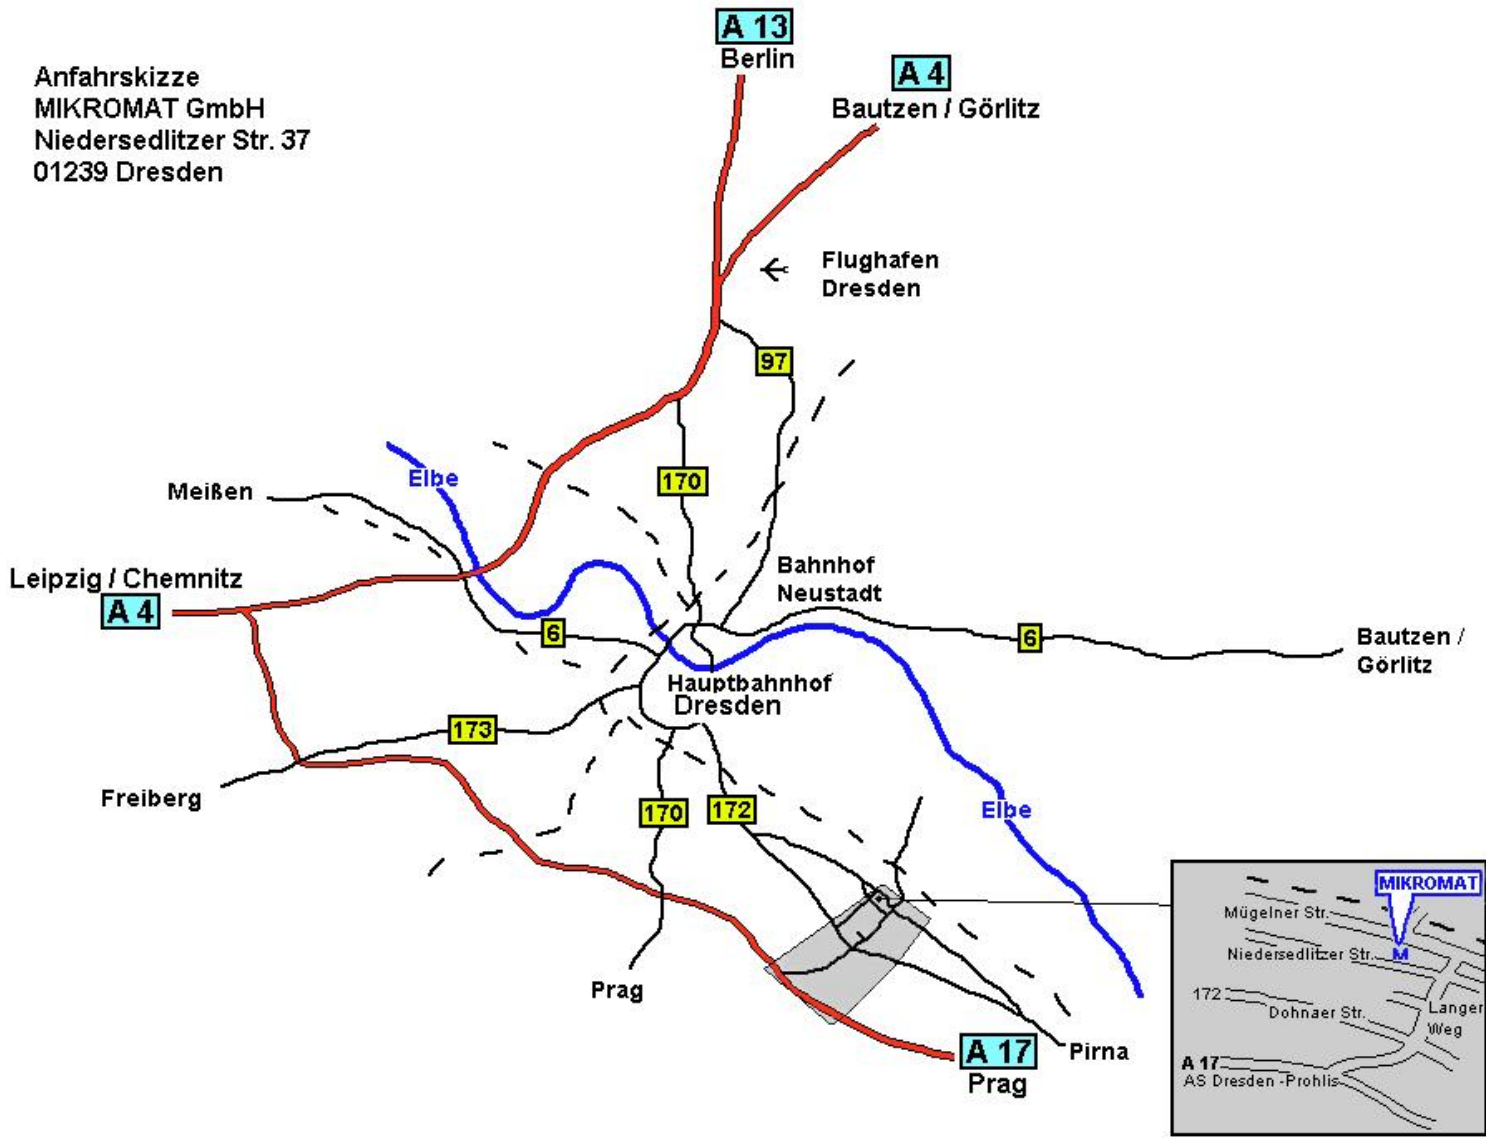 A 13
Berlin
A 4
Bautzen / Görlitz
Anfahrskizze
MIKROMAT GmbH
Niedersedlitzer Str. 37
01239 Dresden
Flughafen
Dresden
97
Elbe
170
Meißen
Leipzig / Chemnitz
A 4
Bahnhof
Neustadt
6
6
Bautzen /
Görlitz
Hauptbahnhof
Dresden
173
Freiberg
170
172
Elbe
Prag
A 17
Prag
Pirna
MIKROMAT
Mügelner Str.
Niedersedlitzer Str.
M
172
Dohnaer Str.
Langer
Weg
A 17
AS Dresden -Prohlis